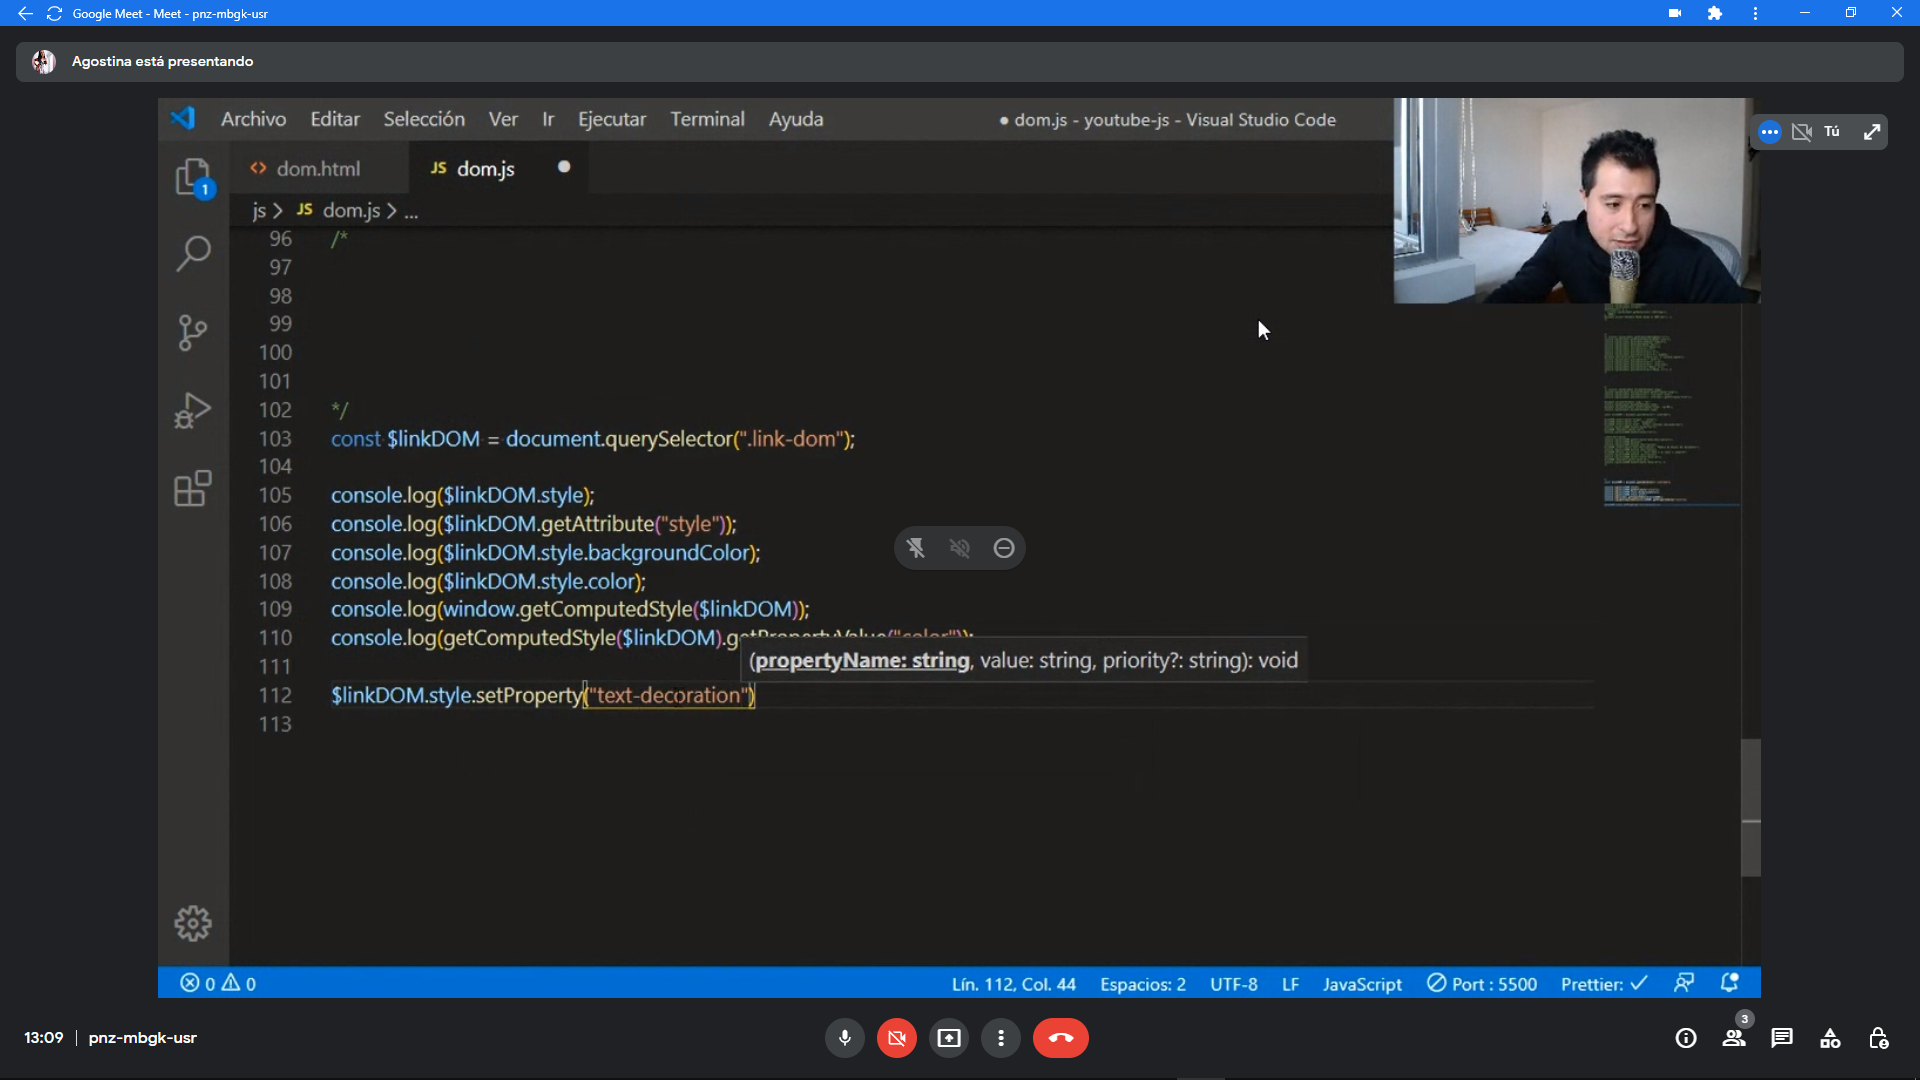 Google Meet - Meet - pnz-mbgk-usr
Agostina está presentando
Archivo Editar Selección Ver Ir Ejecutar Terminal Ayuda
● dom.js - youtube-js - Visual Studio Code
Tú
1
<> dom.html
JS dom.js ●
js > JS dom.js > ...
96 /*
97
98
99
100
101
102 */
103 const $linkDOM = document.querySelector(".link-dom");
104
105 console.log($linkDOM.style);
106 console.log($linkDOM.getAttribute("style"));
107 console.log($linkDOM.style.backgroundColor);
108 console.log($linkDOM.style.color);
109 console.log(window.getComputedStyle($linkDOM));
110 console.log(getComputedStyle($linkDOM).getPropertyValue("color"));
111
(propertyName: string, value: string, priority?: string): void
112 $linkDOM.style.setProperty("text-decoration")
113
0 0
Lín. 112, Col. 44 Espacios: 2 UTF-8 LF JavaScript Port : 5500 Prettier: ✓
13:09 | pnz-mbgk-usr
3